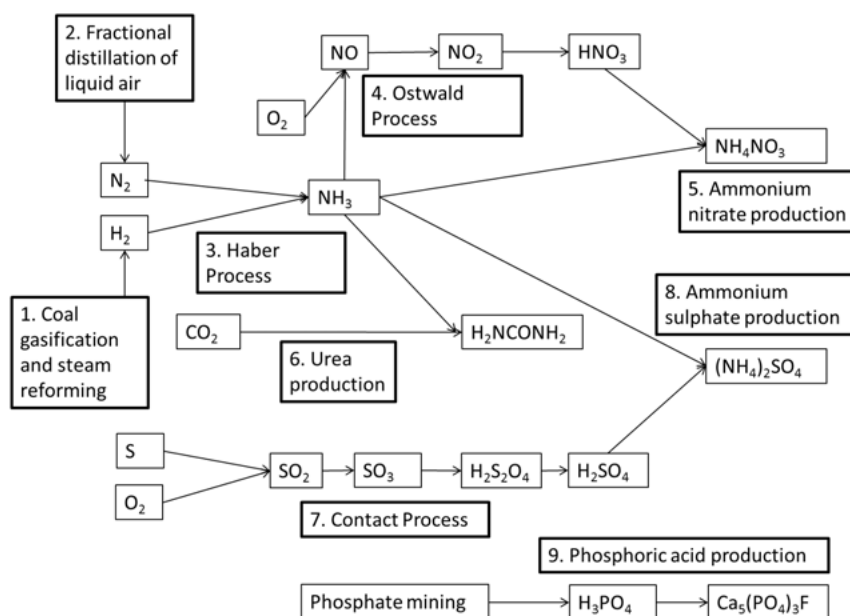 2. Fractional
distillation of
liquid air
NO
NO₂
HNO₃
4. Ostwald
Process
O₂
NH₄NO₃
N₂
NH₃
5. Ammonium
nitrate production
H₂
3. Haber
Process
8. Ammonium
sulphate production
1. Coal
gasification
and steam
reforming
CO₂
H₂NCONH₂
6. Urea
production
(NH₄)₂SO₄
S
SO₂
SO₃
H₂S₂O₄
H₂SO₄
O₂
7. Contact Process
9. Phosphoric acid production
Phosphate mining
H₃PO₄
Ca₅(PO₄)₃F